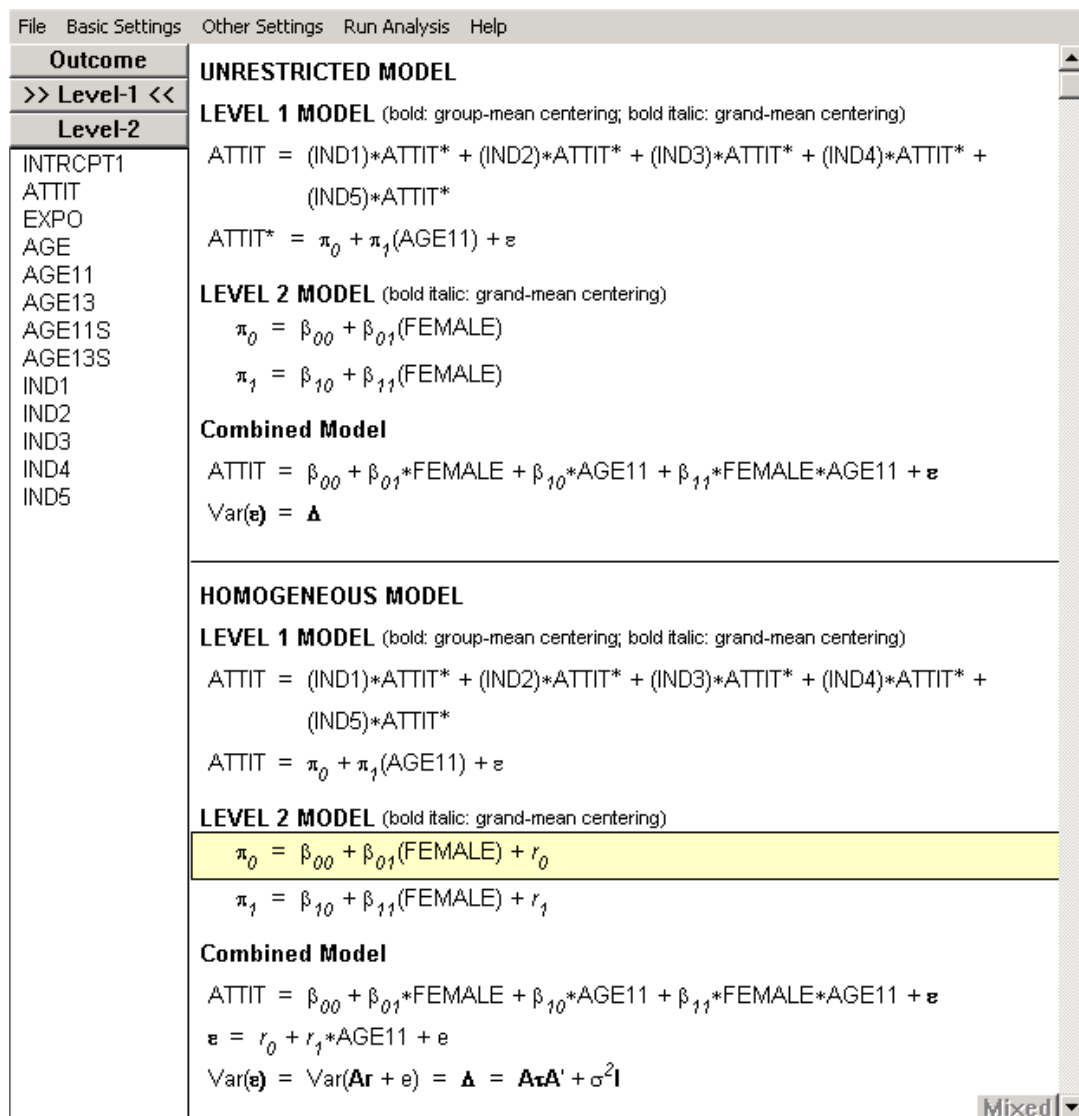 File Basic Settings Other Settings Run Analysis Help
Outcome
>> Level-1 <<
Level-2
INTRCPT1
ATTIT
EXPO
AGE
AGE11
AGE13
AGE11S
AGE13S
IND1
IND2
IND3
IND4
IND5
UNRESTRICTED MODEL
LEVEL 1 MODEL (bold: group-mean centering; bold italic: grand-mean centering)
ATTIT = (IND1)*ATTIT* + (IND2)*ATTIT* + (IND3)*ATTIT* + (IND4)*ATTIT* +
(IND5)*ATTIT*
ATTIT* = π₀ + π₁(AGE11) + ε
LEVEL 2 MODEL (bold italic: grand-mean centering)
π₀ = β₀₀ + β₀₁(FEMALE)
π₁ = β₁₀ + β₁₁(FEMALE)
Combined Model
ATTIT = β₀₀ + β₀₁*FEMALE + β₁₀*AGE11 + β₁₁*FEMALE*AGE11 + ε
Var(ε) = Δ
HOMOGENEOUS MODEL
LEVEL 1 MODEL (bold: group-mean centering; bold italic: grand-mean centering)
ATTIT = (IND1)*ATTIT* + (IND2)*ATTIT* + (IND3)*ATTIT* + (IND4)*ATTIT* +
(IND5)*ATTIT*
ATTIT = π₀ + π₁(AGE11) + ε
LEVEL 2 MODEL (bold italic: grand-mean centering)
π₀ = β₀₀ + β₀₁(FEMALE) + r₀
π₁ = β₁₀ + β₁₁(FEMALE) + r₁
Combined Model
ATTIT = β₀₀ + β₀₁*FEMALE + β₁₀*AGE11 + β₁₁*FEMALE*AGE11 + ε
ε = r₀ + r₁*AGE11 + e
Var(ε) = Var(Ar + e) = Δ = AτA' + σ²I
Mixed